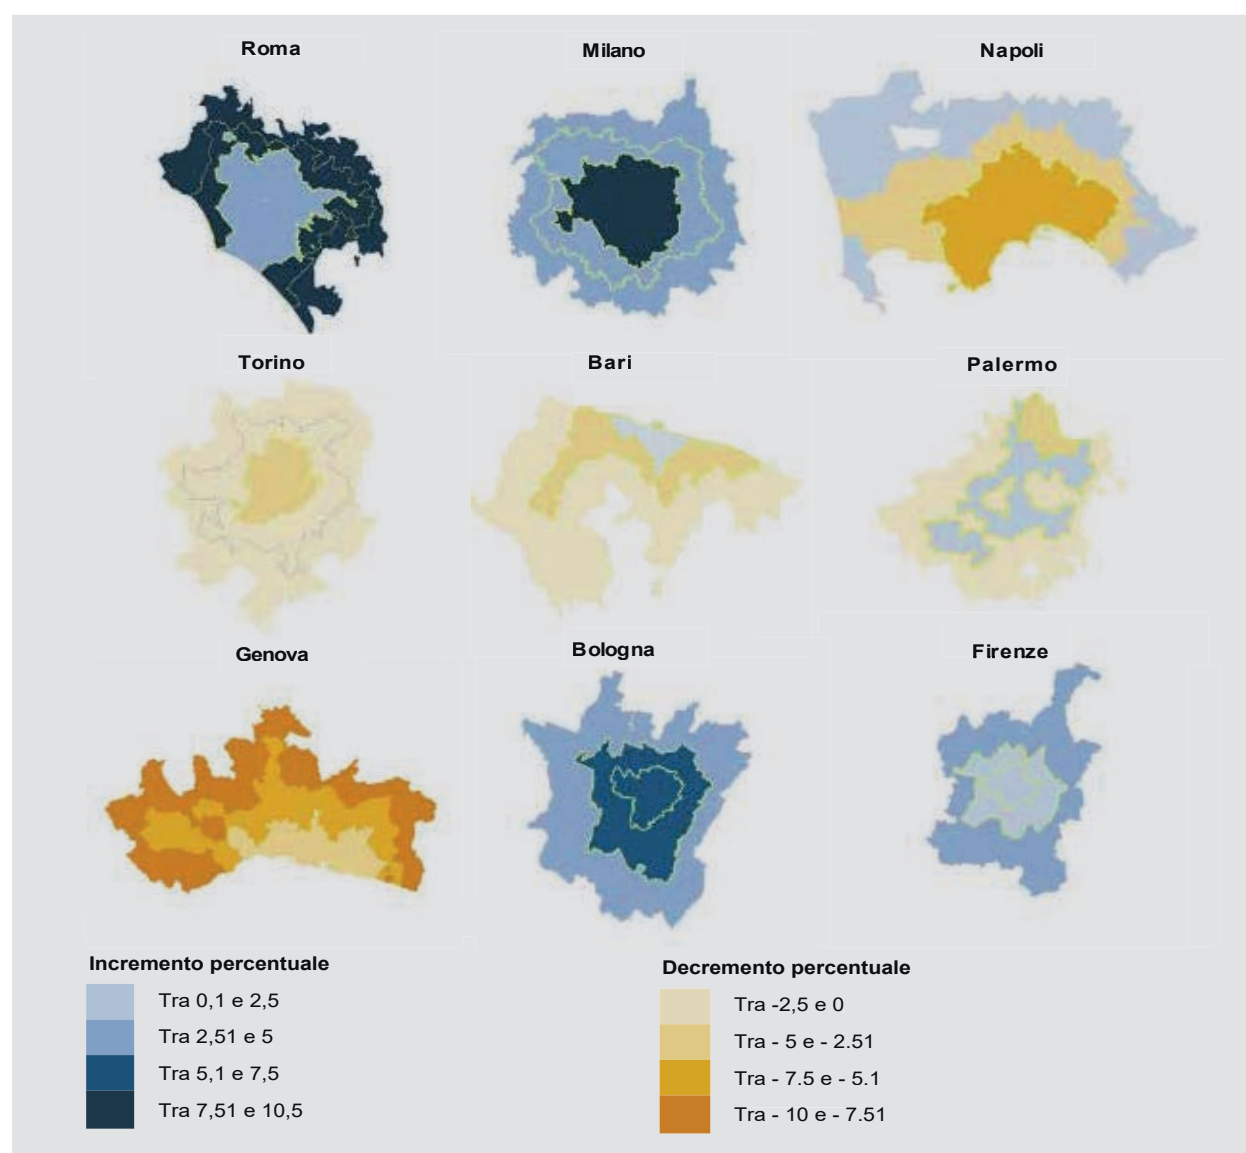 Roma
Milano
Napoli
Torino
Bari
Palermo
Genova
Bologna
Firenze
Incremento percentuale
Tra 0,1 e 2,5
Tra 2,51 e 5
Tra 5,1 e 7,5
Tra 7,51 e 10,5
Decremento percentuale
Tra -2,5 e 0
Tra - 5 e - 2.51
Tra - 7.5 e - 5.1
Tra - 10 e - 7.51